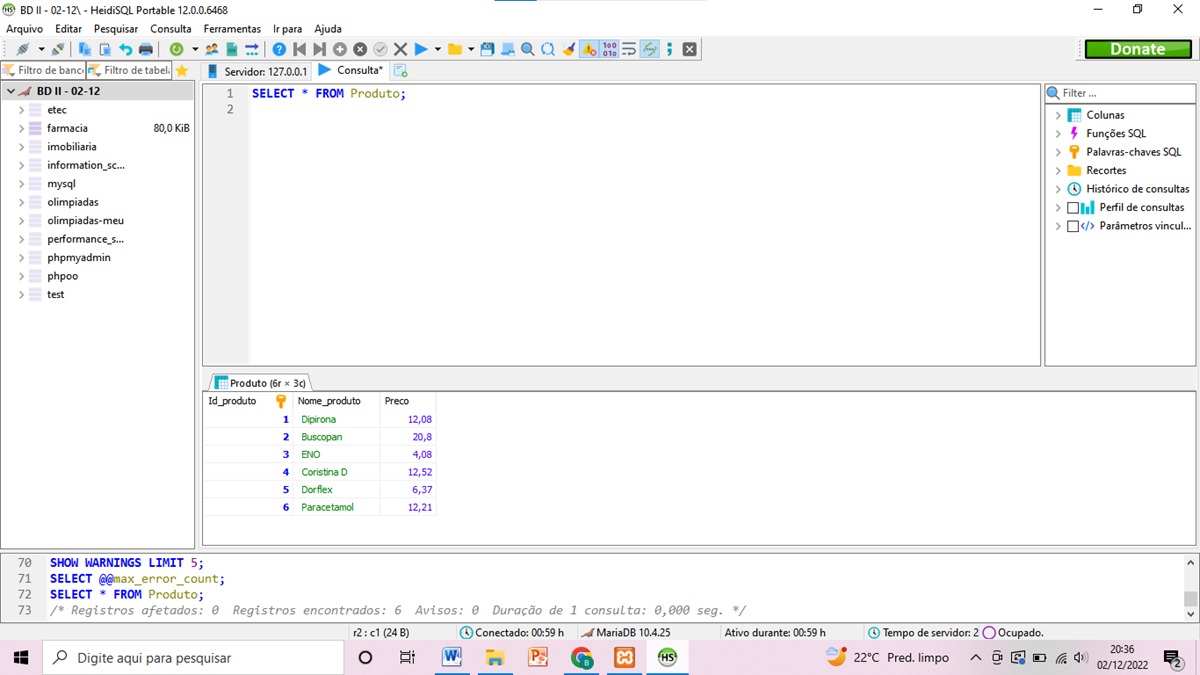 BD II - 02-12\ - HeidiSQL Portable 12.0.0.6468
Arquivo Editar Pesquisar Consulta Ferramentas Ir para Ajuda
Donate
Filtro de banc Filtro de tabela
Servidor: 127.0.0.1 Consulta*
BD II - 02-12
etec
farmacia 80,0 KiB
imobiliaria
information_sc...
mysql
olimpiadas
olimpiadas-meu
performance_s...
phpmyadmin
phpoo
test
1 SELECT * FROM Produto;
2
Filter ...
Colunas
Funções SQL
Palavras-chaves SQL
Recortes
Histórico de consultas
Perfil de consultas
Parâmetros vincul...
Produto (6r × 3c)
Id_produto Nome_produto Preco
1 Dipirona 12,08
2 Buscopan 20,8
3 ENO 4,08
4 Coristina D 12,52
5 Dorflex 6,37
6 Paracetamol 12,21
70 SHOW WARNINGS LIMIT 5;
71 SELECT @@max_error_count;
72 SELECT * FROM Produto;
73 /* Registros afetados: 0 Registros encontrados: 6 Avisos: 0 Duração de 1 consulta: 0,000 seg. */
r2 : c1 (24 B) Conectado: 00:59 h MariaDB 10.4.25 Ativo durante: 00:59 h Tempo de servidor: 2 Ocupado.
Digite aqui para pesquisar
22°C Pred. limpo
20:36
02/12/2022
2